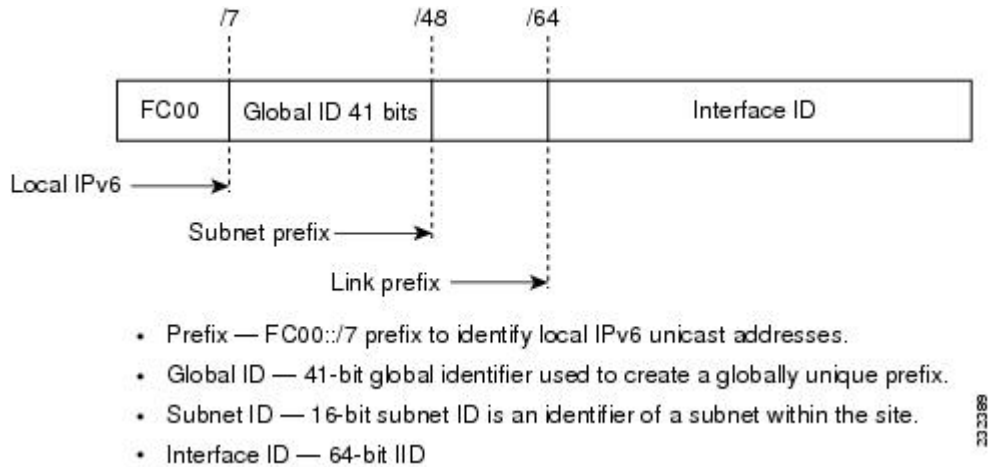 /7 /48 /64
FC00 Global ID 41 bits Interface ID
Local IPv6
Subnet prefix
Link prefix
• Prefix — FC00::/7 prefix to identify local IPv6 unicast addresses.
• Global ID — 41-bit global identifier used to create a globally unique prefix.
• Subnet ID — 16-bit subnet ID is an identifier of a subnet within the site.
• Interface ID — 64-bit IID
232389